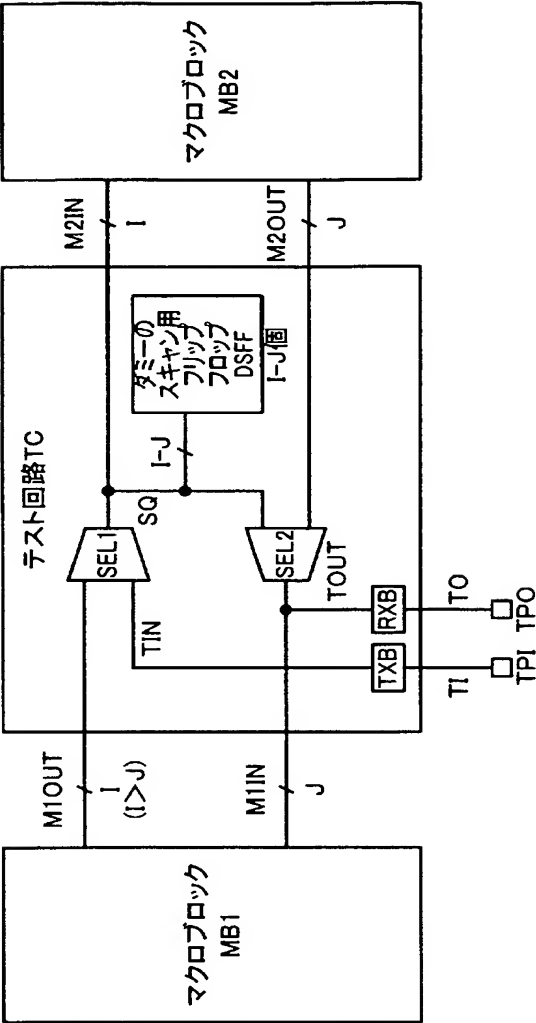 マクロブロック
MB1
M1OUT
I
(I>J)
M1IN
J
テスト回路TC
SEL1
TIN
SQ
I-J
ダミーの
スキャン用
フリップ
フロップ
DSFF
I-J個
SEL2
TOUT
TXB
RXB
TI
TO
TPI
TPO
M2IN
I
M2OUT
J
マクロブロック
MB2